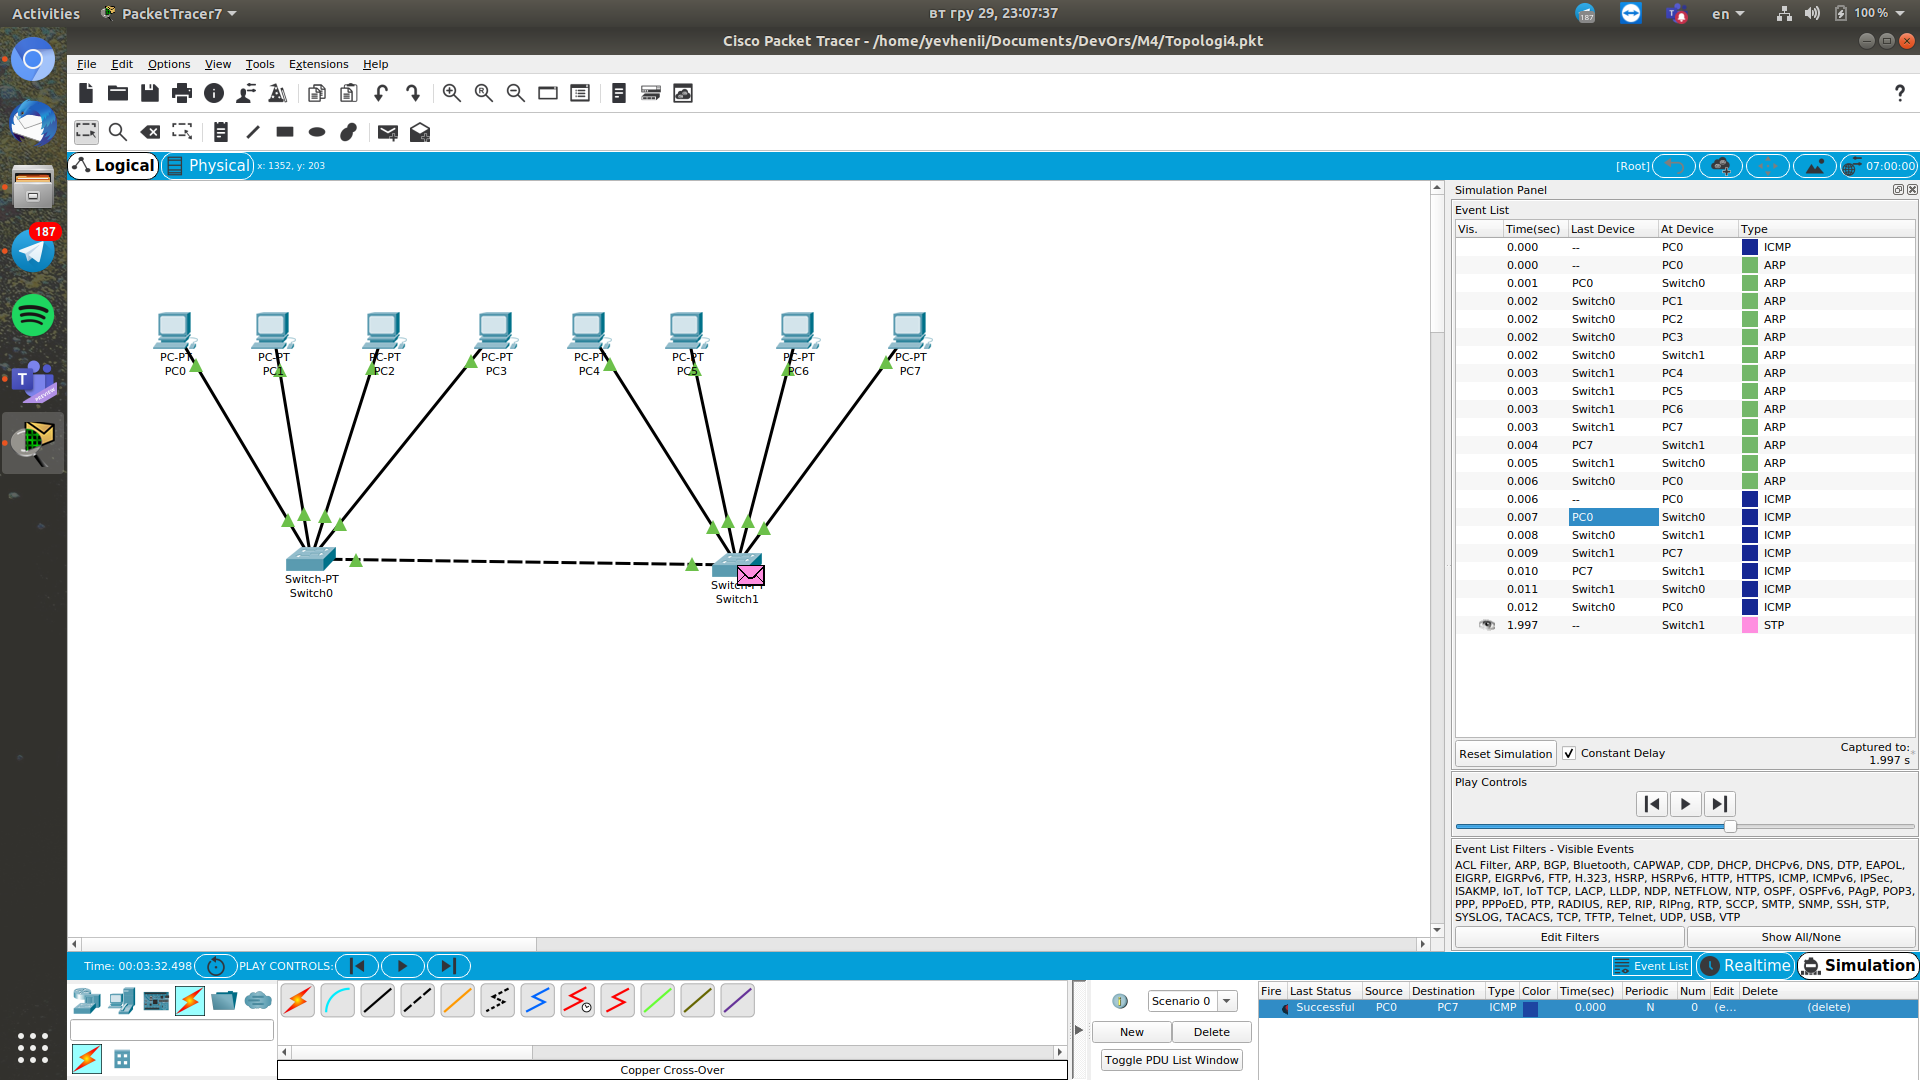 Activities PacketTracer7 вт гру 29, 23:07:37 187 en 100 %
Cisco Packet Tracer - /home/yevhenii/Documents/DevOrs/M4/Topologi4.pkt
File Edit Options View Tools Extensions Help
?
Logical Physical x: 1352, y: 203 [Root] 07:00:00
Simulation Panel
Event List
Vis. Time(sec) Last Device At Device Type
0.000 -- PC0 ICMP
0.000 -- PC0 ARP
0.001 PC0 Switch0 ARP
0.002 Switch0 PC1 ARP
0.002 Switch0 PC2 ARP
0.002 Switch0 PC3 ARP
0.002 Switch0 Switch1 ARP
0.003 Switch1 PC4 ARP
0.003 Switch1 PC5 ARP
0.003 Switch1 PC6 ARP
0.003 Switch1 PC7 ARP
0.004 PC7 Switch1 ARP
0.005 Switch1 Switch0 ARP
0.006 Switch0 PC0 ARP
0.006 -- PC0 ICMP
0.007 PC0 Switch0 ICMP
0.008 Switch0 Switch1 ICMP
0.009 Switch1 PC7 ICMP
0.010 PC7 Switch1 ICMP
0.011 Switch1 Switch0 ICMP
0.012 Switch0 PC0 ICMP
1.997 -- Switch1 STP
Reset Simulation Constant Delay Captured to:
1.997 s
Play Controls
Event List Filters - Visible Events
ACL Filter, ARP, BGP, Bluetooth, CAPWAP, CDP, DHCP, DHCPv6, DNS, DTP, EAPOL,
EIGRP, EIGRPv6, FTP, H.323, HSRP, HSRPv6, HTTP, HTTPS, ICMP, ICMPv6, IPSec,
ISAKMP, IoT, IoT TCP, LACP, LLDP, NDP, NETFLOW, NTP, OSPF, OSPFv6, PAgP, POP3,
PPP, PPPoED, PTP, RADIUS, REP, RIP, RIPng, RTP, SCCP, SMTP, SNMP, SSH, STP,
SYSLOG, TACACS, TCP, TFTP, Telnet, UDP, USB, VTP
Edit Filters Show All/None
187
T
PREVIEW
PC-PT PC-PT PC-PT PC-PT PC-PT PC-PT PC-PT PC-PT
PC0 PC1 PC2 PC3 PC4 PC5 PC6 PC7
Switch-PT Switch-PT
Switch0 Switch1
Time: 00:03:32.498 PLAY CONTROLS: Event List Realtime Simulation
Copper Cross-Over
Scenario 0
New Delete
Toggle PDU List Window
Fire Last Status Source Destination Type Color Time(sec) Periodic Num Edit Delete
Successful PC0 PC7 ICMP 0.000 N 0 (e... (delete)